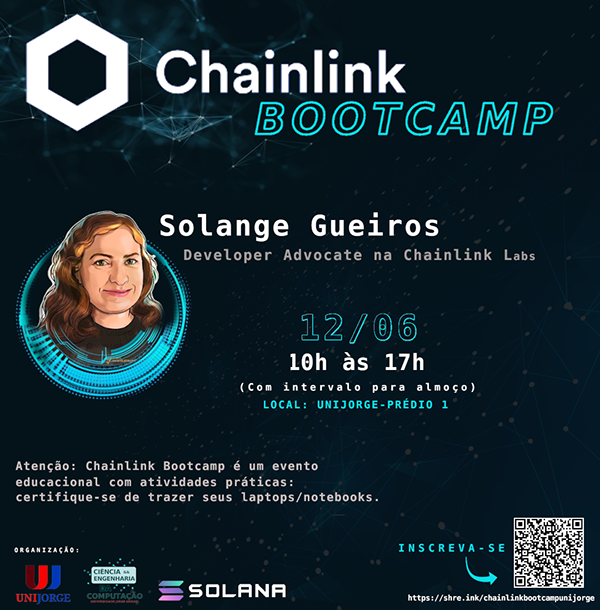 Chainlink
BOOTCAMP
Solange Gueiros
Developer Advocate na Chainlink Labs
12/06
10h às 17h
(Com intervalo para almoço)
LOCAL: UNIJORGE-PRÉDIO 1
Atenção: Chainlink Bootcamp é um evento
educacional com atividades práticas:
certifique-se de trazer seus laptops/notebooks.
ORGANIZAÇÃO:
INSCREVA-SE
UNIJORGE
CIÊNCIA DA
ENGENHARIA
DA COMPUTAÇÃO
SOLANA
https://shre.ink/chainlinkbootcampunijorge